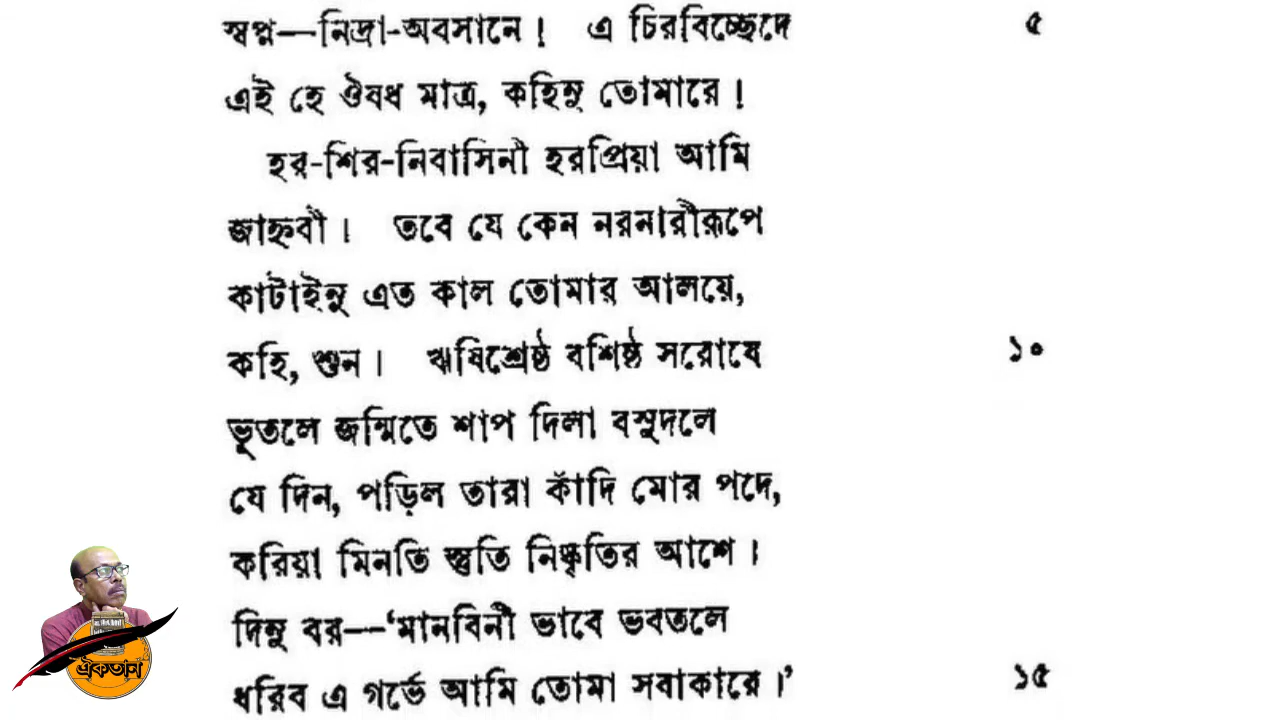 স্বপ্ন—নিদ্রা-অবসানে! এ চিরবিচ্ছেদে ৫
এই হে ঔষধ মাত্র, কহিনু তোমারে!
হর-শির-নিবাসিনী হরপ্রিয়া আমি
জাহ্নবী। তবে যে কেন নরনারীরূপে
কাটাইনু এত কাল তোমার আলয়ে,
কহি, শুন। ঋষিশ্রেষ্ঠ বশিষ্ঠ সরোষে ১০
ভূতলে জন্মিতে শাপ দিলা বসুদলে
যে দিন, পড়িল তারা কাঁদি মোর পদে,
করিয়া মিনতি স্তুতি নিষ্কৃতির আশে।
দিনু বর—‘মানবিনী ভাবে ভবতলে
ধরিব এ গর্ভে আমি তোমা সবাকারে।’ ১৫
ঐকতান